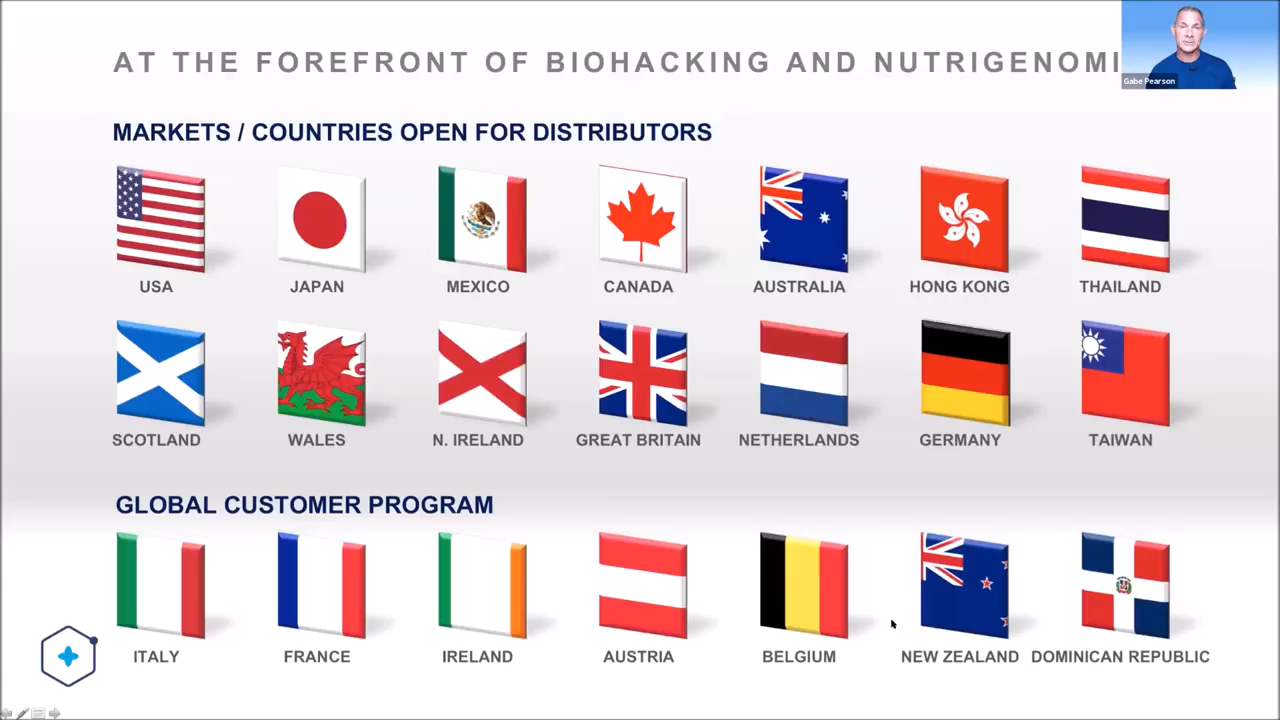 AT THE FOREFRONT OF BIOHACKING AND NUTRIGENOMI
Gabe Pearson
MARKETS / COUNTRIES OPEN FOR DISTRIBUTORS
USA JAPAN MEXICO CANADA AUSTRALIA HONG KONG THAILAND
SCOTLAND WALES N. IRELAND GREAT BRITAIN NETHERLANDS GERMANY TAIWAN
GLOBAL CUSTOMER PROGRAM
ITALY FRANCE IRELAND AUSTRIA BELGIUM NEW ZEALAND DOMINICAN REPUBLIC